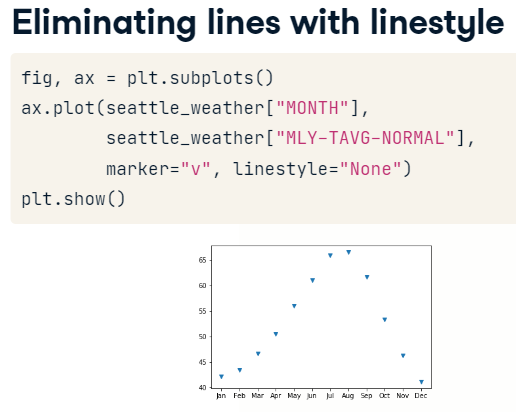 Eliminating lines with linestyle
fig, ax = plt.subplots()
ax.plot(seattle_weather["MONTH"],
        seattle_weather["MLY-TAVG-NORMAL"],
        marker="v", linestyle="None")
plt.show()
65
60
55
50
45
40
Jan Feb Mar Apr May Jun Jul Aug Sep Oct Nov Dec